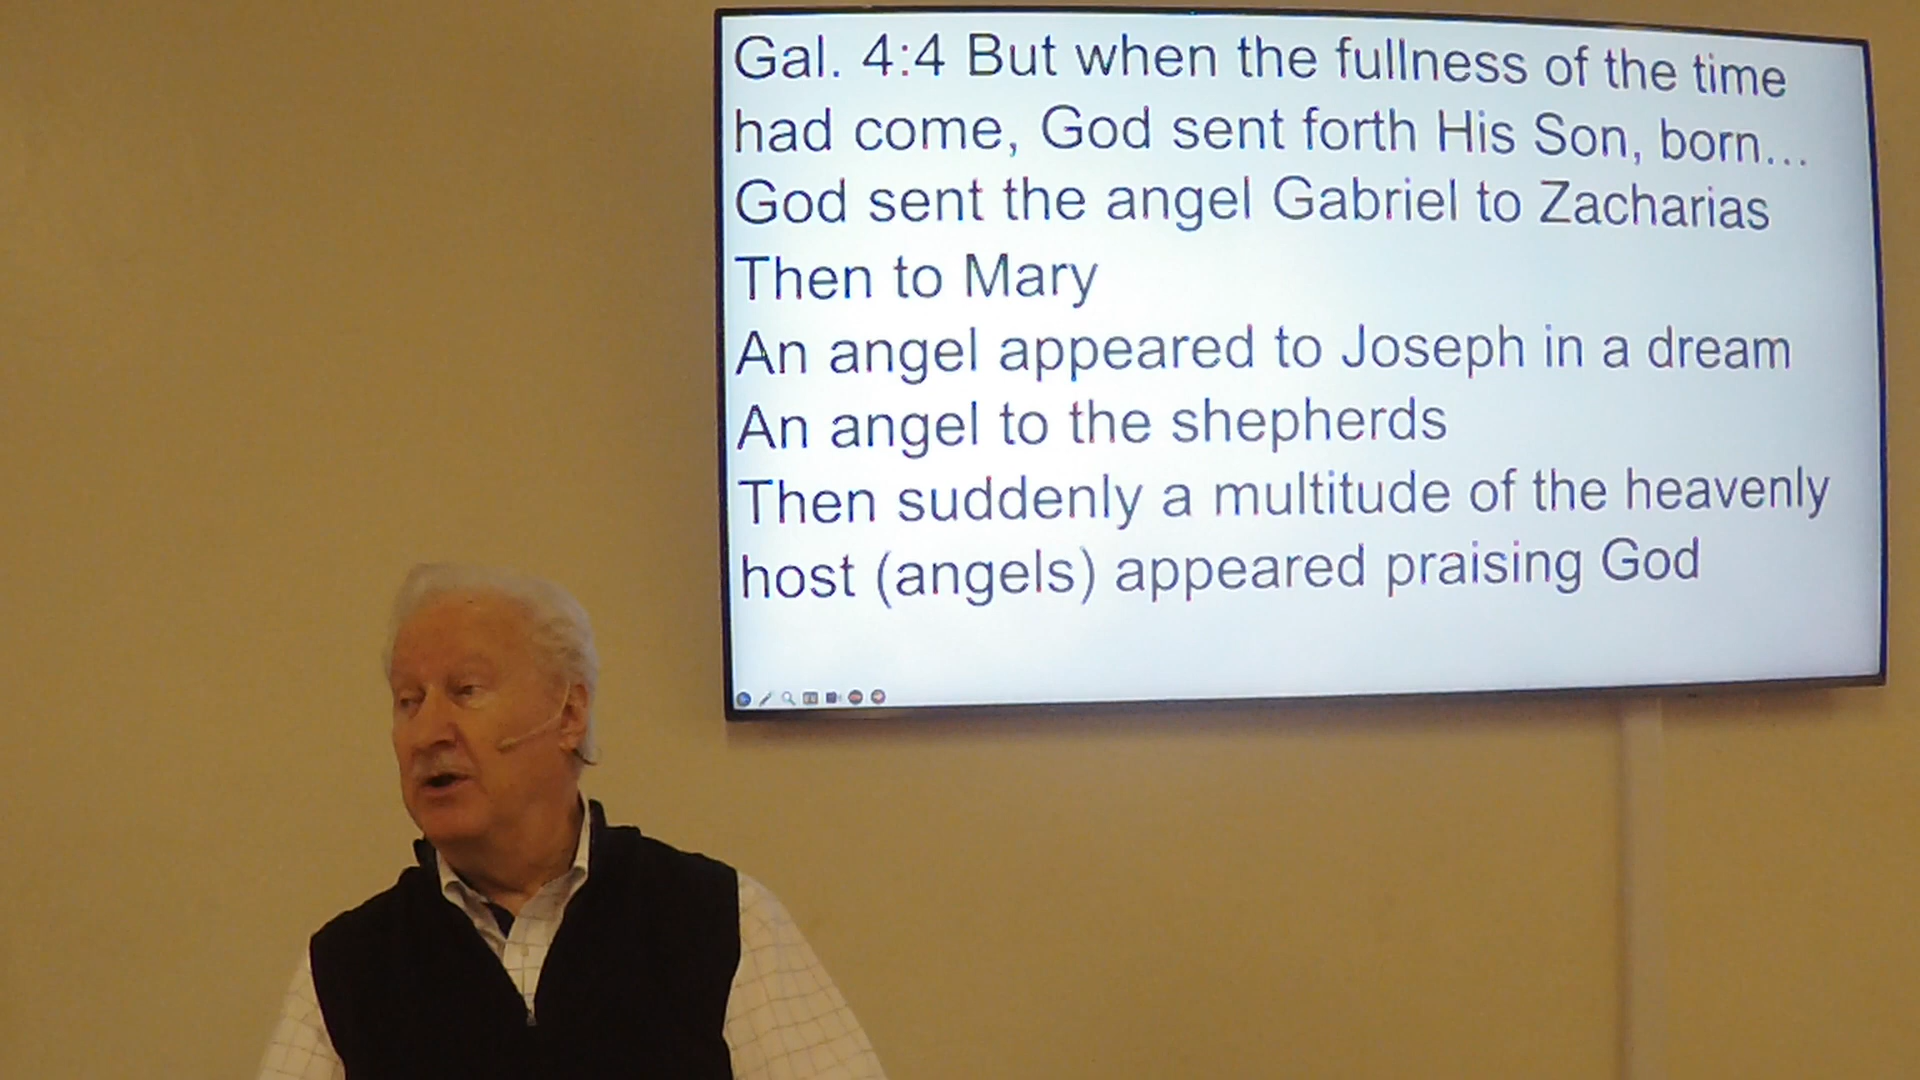 Gal. 4:4 But when the fullness of the time
had come, God sent forth His Son, born...
God sent the angel Gabriel to Zacharias
Then to Mary
An angel appeared to Joseph in a dream
An angel to the shepherds
Then suddenly a multitude of the heavenly
host (angels) appeared praising God